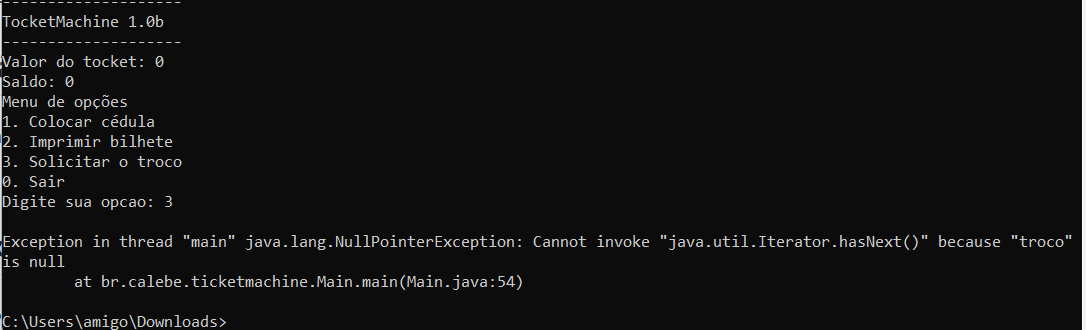 --------------------
TocketMachine 1.0b
--------------------
Valor do tocket: 0
Saldo: 0
Menu de opções
1. Colocar cédula
2. Imprimir bilhete
3. Solicitar o troco
0. Sair
Digite sua opcao: 3
Exception in thread "main" java.lang.NullPointerException: Cannot invoke "java.util.Iterator.hasNext()" because "troco"
is null
at br.calebe.ticketmachine.Main.main(Main.java:54)
C:\Users\amigo\Downloads>